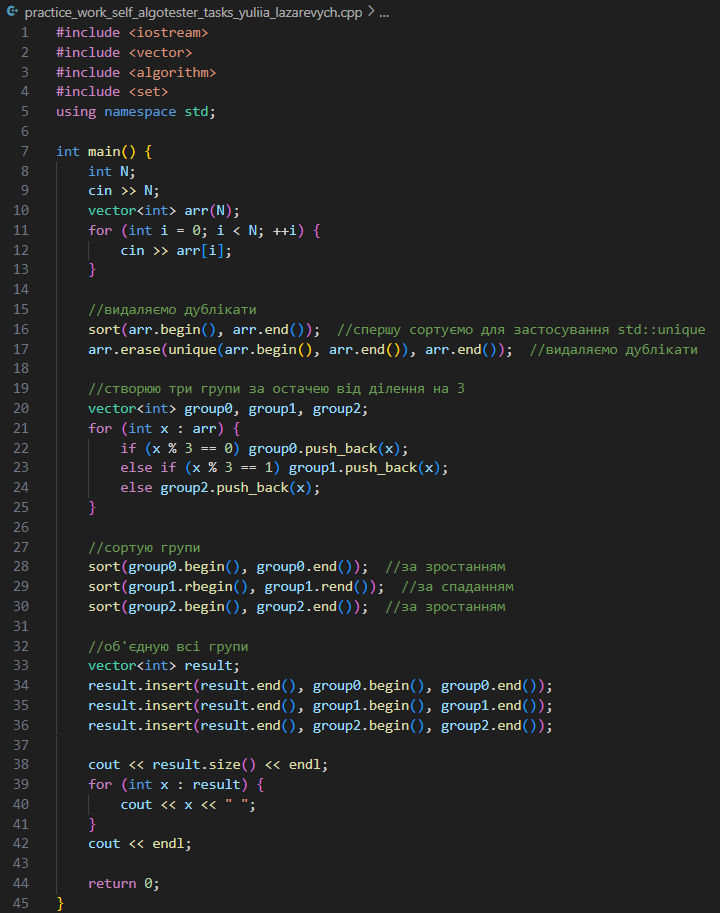 practice_work_self_algotester_tasks_yuliia_lazarevych.cpp > ...
1 #include <iostream>
2 #include <vector>
3 #include <algorithm>
4 #include <set>
5 using namespace std;
6
7 int main() {
8     int N;
9     cin >> N;
10     vector<int> arr(N);
11     for (int i = 0; i < N; ++i) {
12         cin >> arr[i];
13     }
14
15     //видаляємо дублікати
16     sort(arr.begin(), arr.end());  //спершу сортуємо для застосування std::unique
17     arr.erase(unique(arr.begin(), arr.end()), arr.end());  //видаляємо дублікати
18
19     //створюю три групи за остачею від ділення на 3
20     vector<int> group0, group1, group2;
21     for (int x : arr) {
22         if (x % 3 == 0) group0.push_back(x);
23         else if (x % 3 == 1) group1.push_back(x);
24         else group2.push_back(x);
25     }
26
27     //сортую групи
28     sort(group0.begin(), group0.end());  //за зростанням
29     sort(group1.rbegin(), group1.rend());  //за спаданням
30     sort(group2.begin(), group2.end());  //за зростанням
31
32     //об'єдную всі групи
33     vector<int> result;
34     result.insert(result.end(), group0.begin(), group0.end());
35     result.insert(result.end(), group1.begin(), group1.end());
36     result.insert(result.end(), group2.begin(), group2.end());
37
38     cout << result.size() << endl;
39     for (int x : result) {
40         cout << x << " ";
41     }
42     cout << endl;
43
44     return 0;
45 }